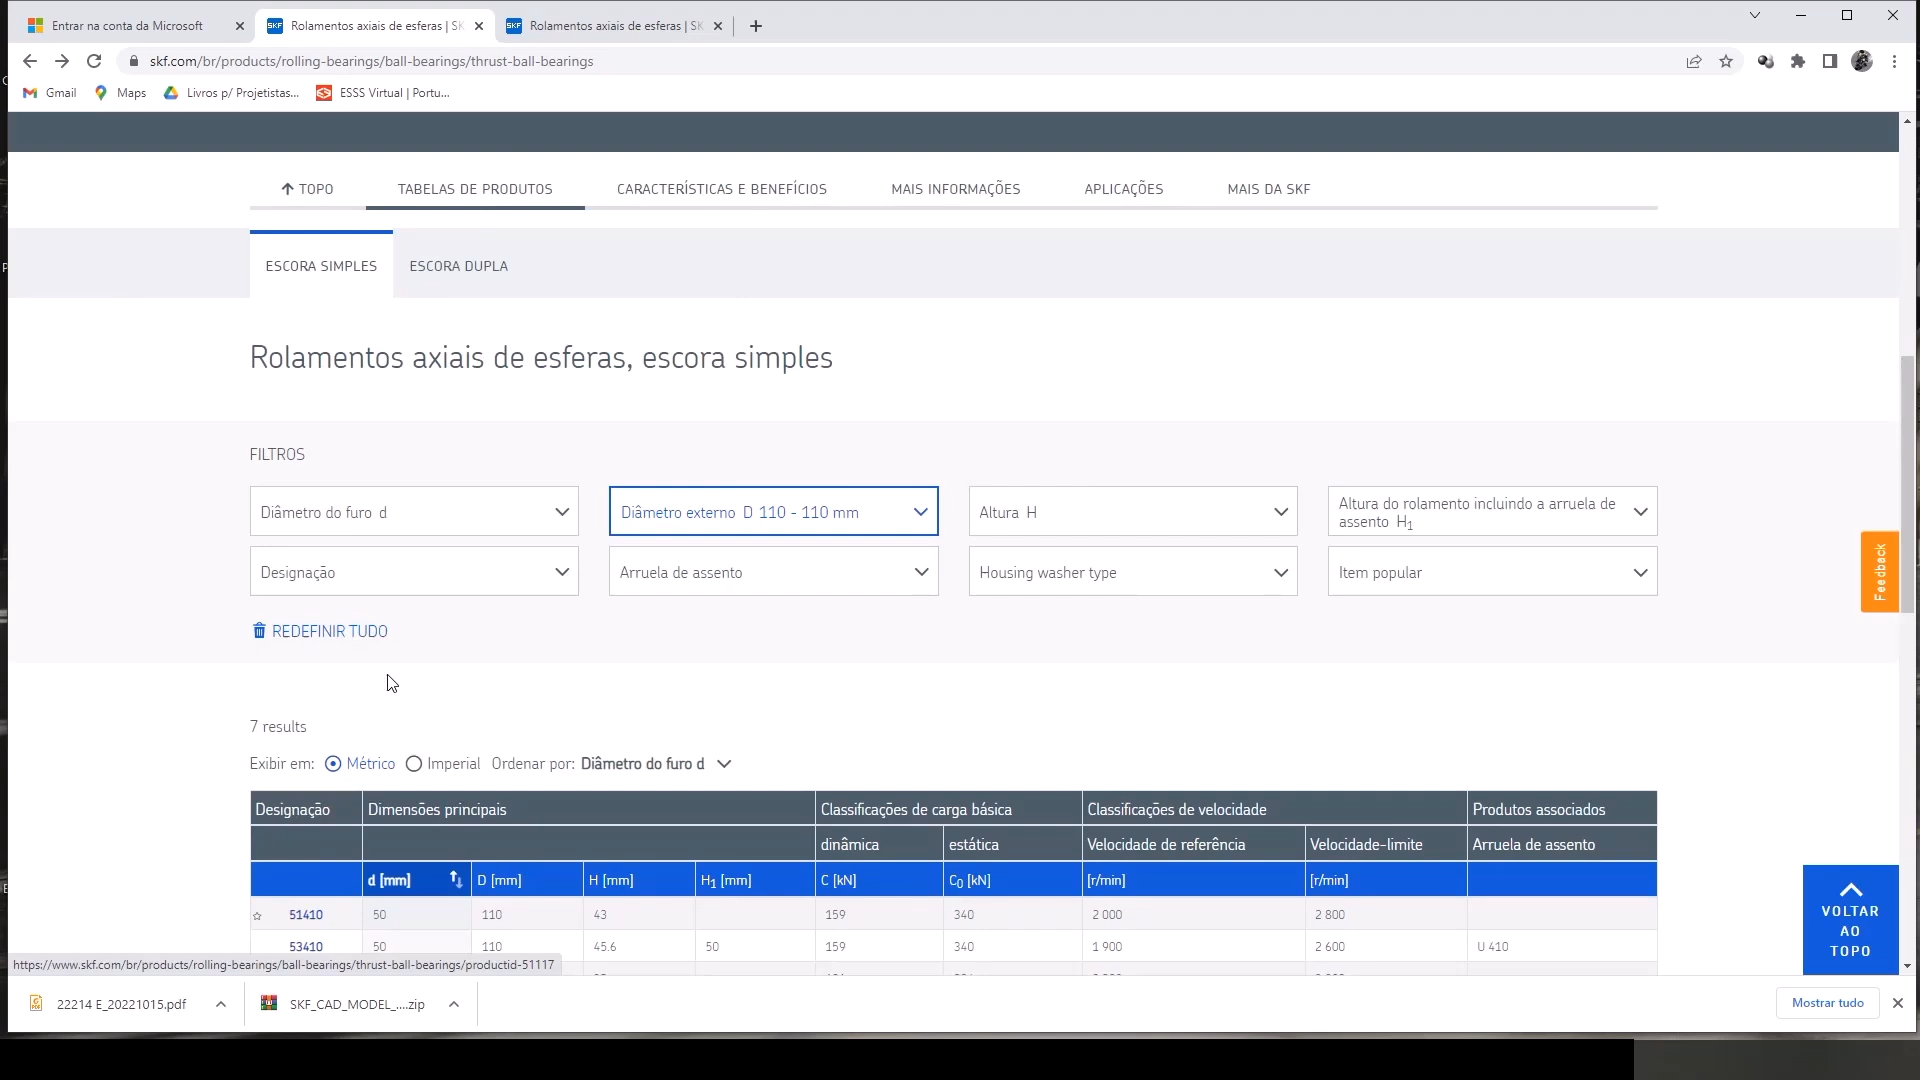 Entrar na conta da Microsoft
SKF Rolamentos axiais de esferas | SK
SKF Rolamentos axiais de esferas | SK
skf.com/br/products/rolling-bearings/ball-bearings/thrust-ball-bearings
Gmail
Maps
Livros p/ Projetistas...
ESSS Virtual | Portu...
TOPO
TABELAS DE PRODUTOS
CARACTERÍSTICAS E BENEFÍCIOS
MAIS INFORMAÇÕES
APLICAÇÕES
MAIS DA SKF
ESCORA SIMPLES
ESCORA DUPLA
Rolamentos axiais de esferas, escora simples
FILTROS
Diâmetro do furo d
Diâmetro externo D 110 - 110 mm
Altura H
Altura do rolamento incluindo a arruela de
assento H1
Designação
Arruela de assento
Housing washer type
Item popular
Feedback
REDEFINIR TUDO
7 results
Exibir em: Métrico Imperial Ordenar por: Diâmetro do furo d
Designação Dimensões principais Classificações de carga básica Classificações de velocidade Produtos associados
dinâmica estática Velocidade de referência Velocidade-limite Arruela de assento
d [mm] D [mm] H [mm] H1 [mm] C [kN] C0 [kN] [r/min] [r/min]
51410 50 110 43 159 340 2 000 2 800
53410 50 110 45.6 50 159 340 1 900 2 600 U 410
VOLTAR
AO
TOPO
https://www.skf.com/br/products/rolling-bearings/ball-bearings/thrust-ball-bearings/productid-51117
22214 E_20221015.pdf
SKF_CAD_MODEL_....zip
Mostrar tudo